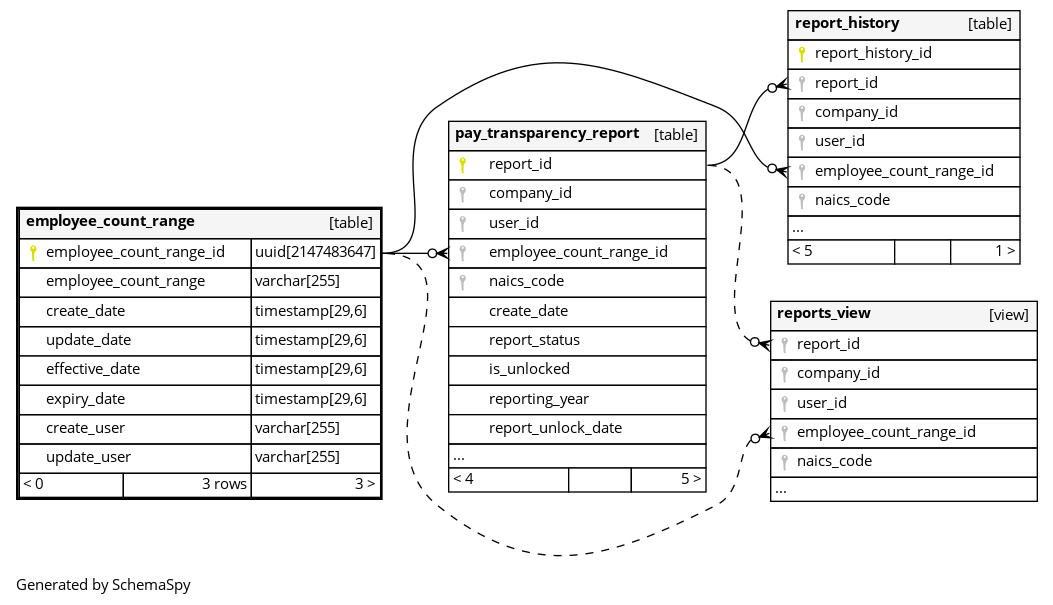 report_history [table]
report_history_id
report_id
company_id
user_id
employee_count_range_id
naics_code
...
< 5 1 >
pay_transparency_report [table]
report_id
company_id
user_id
employee_count_range_id
naics_code
create_date
report_status
is_unlocked
reporting_year
report_unlock_date
...
< 4 5 >
employee_count_range [table]
employee_count_range_id uuid[2147483647]
employee_count_range varchar[255]
create_date timestamp[29,6]
update_date timestamp[29,6]
effective_date timestamp[29,6]
expiry_date timestamp[29,6]
create_user varchar[255]
update_user varchar[255]
< 0 3 rows 3 >
reports_view [view]
report_id
company_id
user_id
employee_count_range_id
naics_code
...
Generated by SchemaSpy